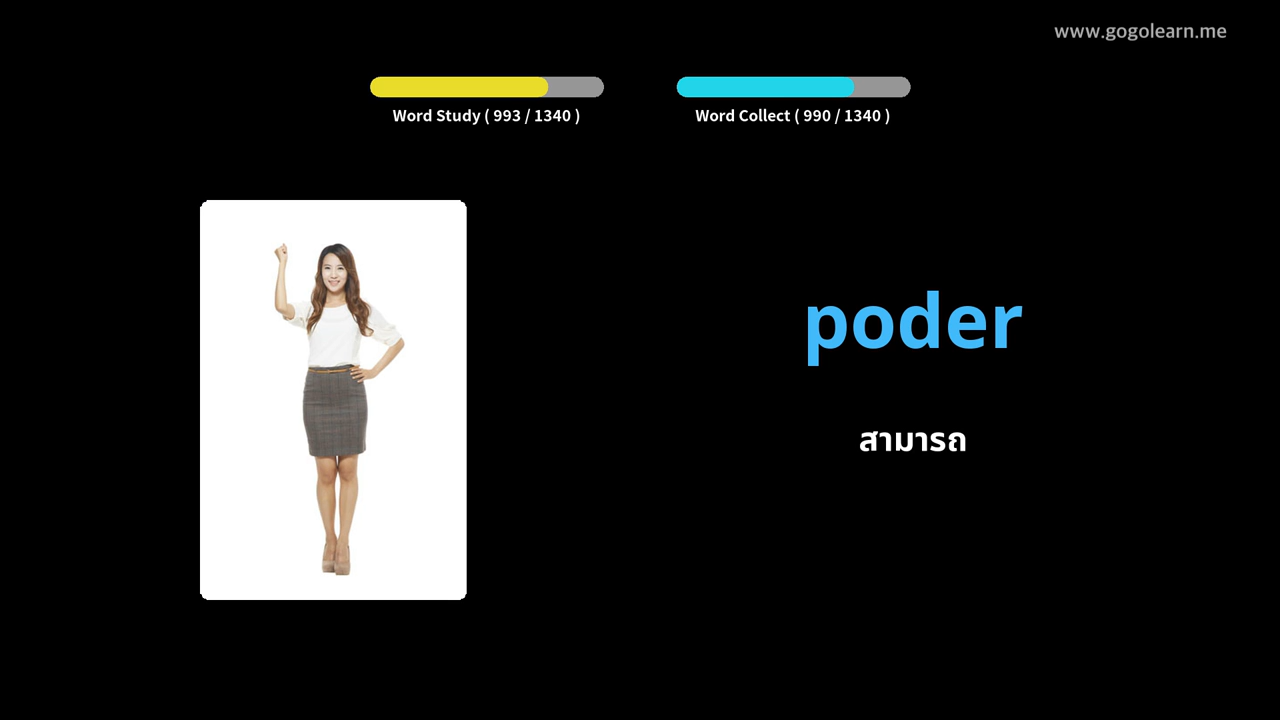 www.gogolearn.me
Word Study ( 993 / 1340 )
Word Collect ( 990 / 1340 )
poder
สามารถ